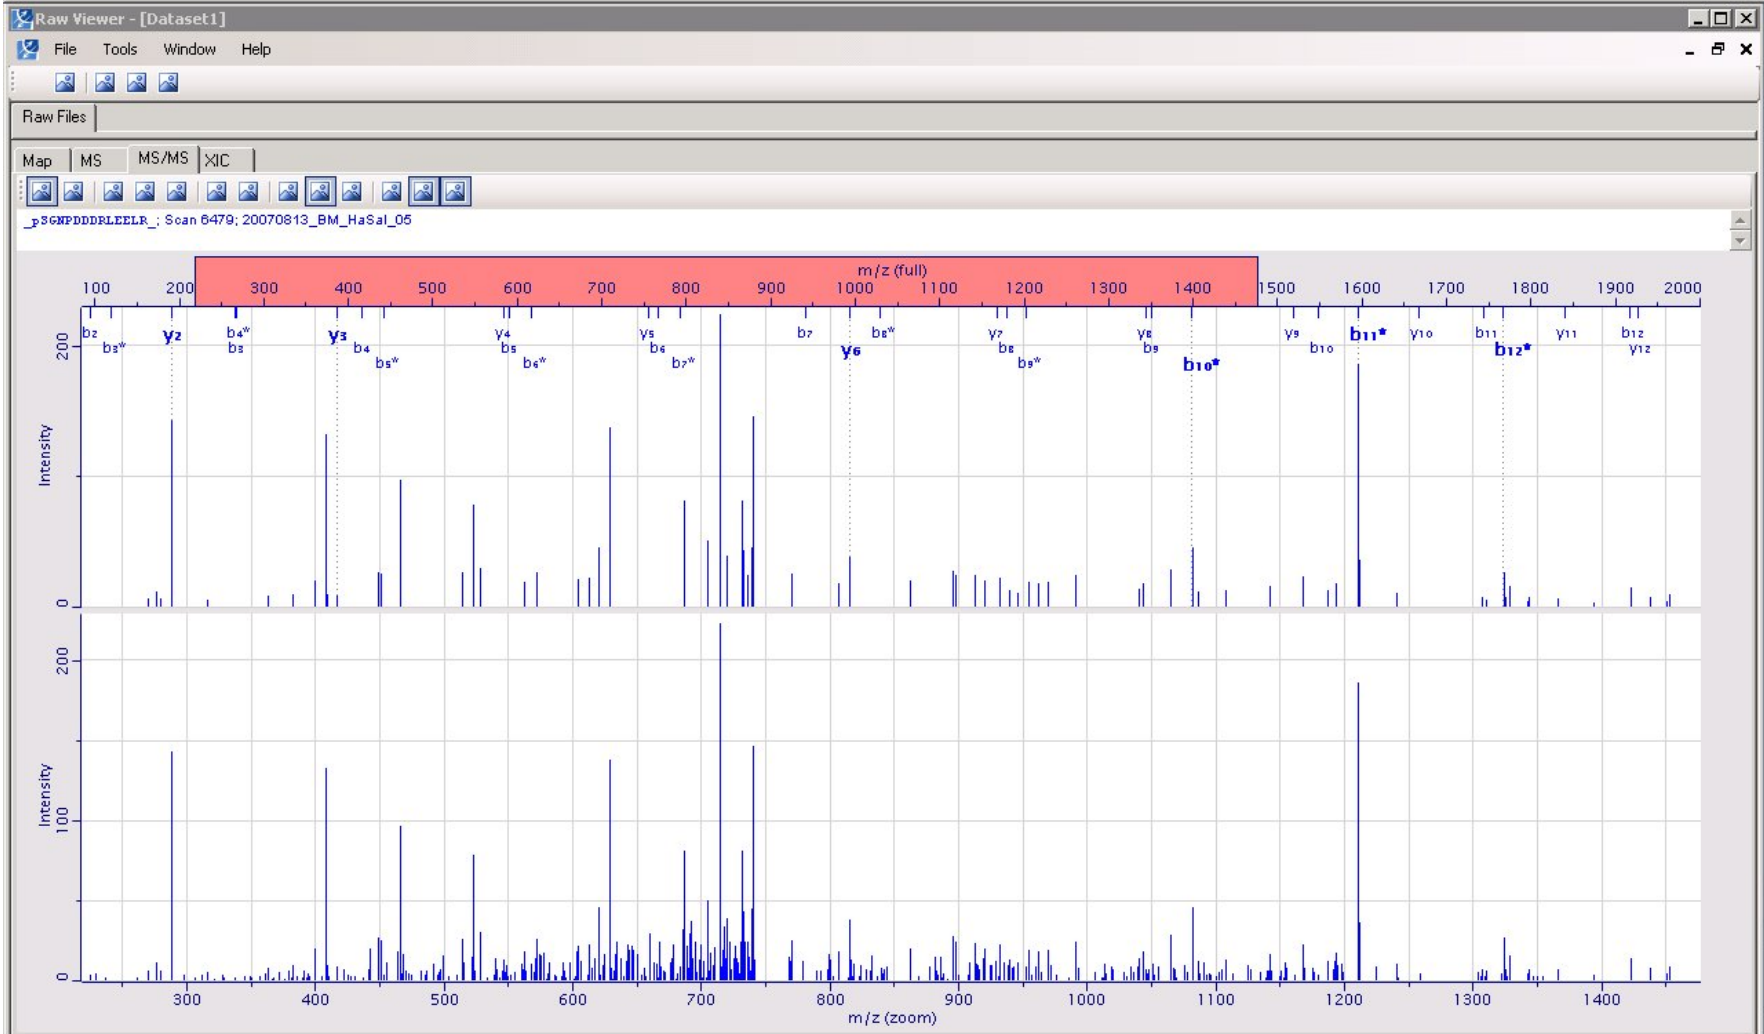 Raw Viewer - [Dataset1]
File Tools Window Help
Raw Files
Map MS MS/MS XIC
_pSGNPDDDRLEELR_; Scan 6479; 20070813_BM_HaSal_05
m/z (full)
100 200 300 400 500 600 700 800 900 1000 1100 1200 1300 1400 1500 1600 1700 1800 1900 2000
b2 y2 b4* y3 y4 y5 b7 b8* y7 y8 y9 b11* y10 b11 y11 b12
b3* b3 b4 b5 b6 y6 b8 b9 b10 b12* y12
b5* b6* b7* b9* b10*
200
Intensity
0
200
Intensity
100
0
300 400 500 600 700 800 900 1000 1100 1200 1300 1400
m/z (zoom)